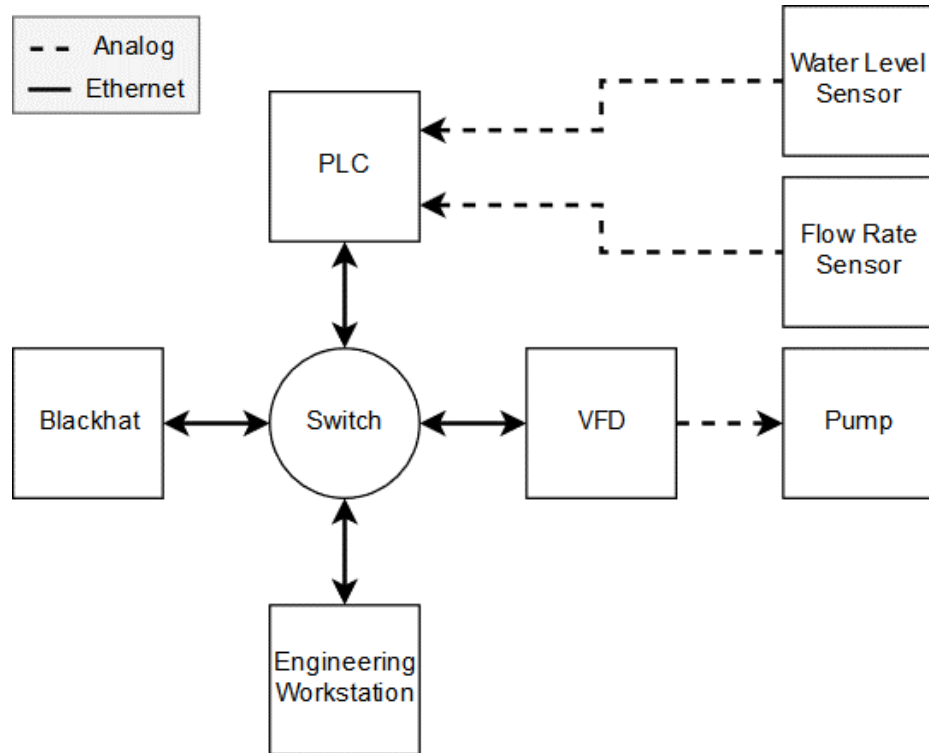 Analog
Ethernet
Water Level
Sensor
PLC
Flow Rate
Sensor
Blackhat
Switch
VFD
Pump
Engineering
Workstation